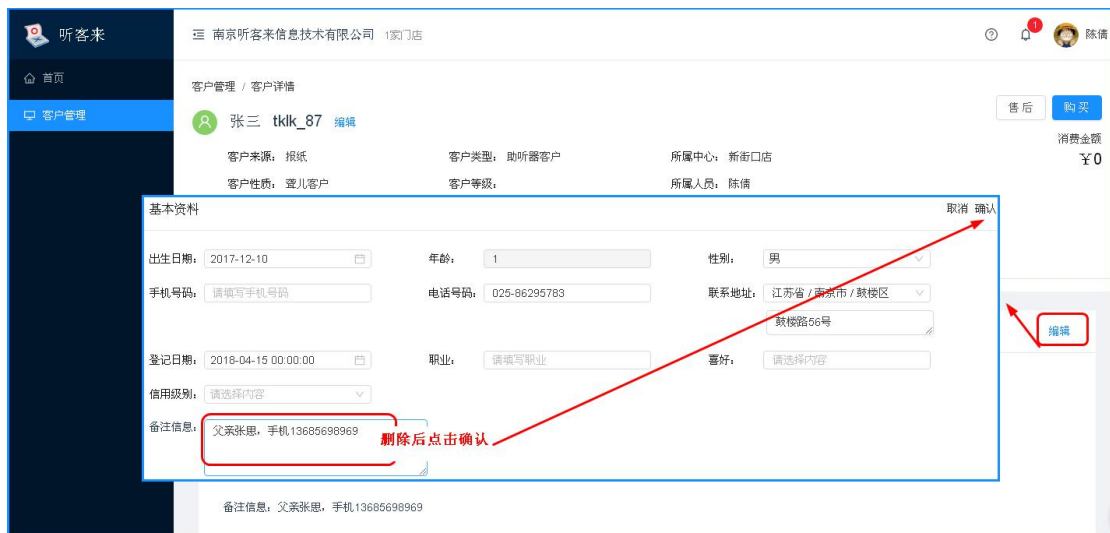 听客来
南京听客来信息技术有限公司 1家门店
1
陈倩
首页
客户管理
客户管理 / 客户详情
售后 购买
张三 tklk_87 编辑
消费金额
¥0
客户来源: 报纸 客户类型: 助听器客户 所属中心: 新街口店
客户性质: 聋儿客户 客户等级: 所属人员: 陈倩
基本资料 取消 确认
出生日期: 2017-12-10 年龄: 1 性别: 男
手机号码: 请填写手机号码 电话号码: 025-86295783 联系地址: 江苏省 / 南京市 / 鼓楼区
鼓楼路56号
编辑
登记日期: 2018-04-15 00:00:00 职业: 请填写职业 喜好: 请选择内容
信用级别: 请选择内容
备注信息: 父亲张思，手机13685698969
删除后点击确认
备注信息: 父亲张思，手机13685698969